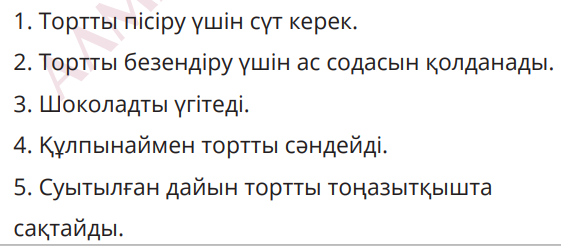 1. Тортты пісіру үшін сүт керек.
2. Тортты безендіру үшін ас содасын қолданады.
3. Шоколадты үгітеді.
4. Құлпынаймен тортты сәндейді.
5. Суытылған дайын тортты тоңазытқышта
сақтайды.